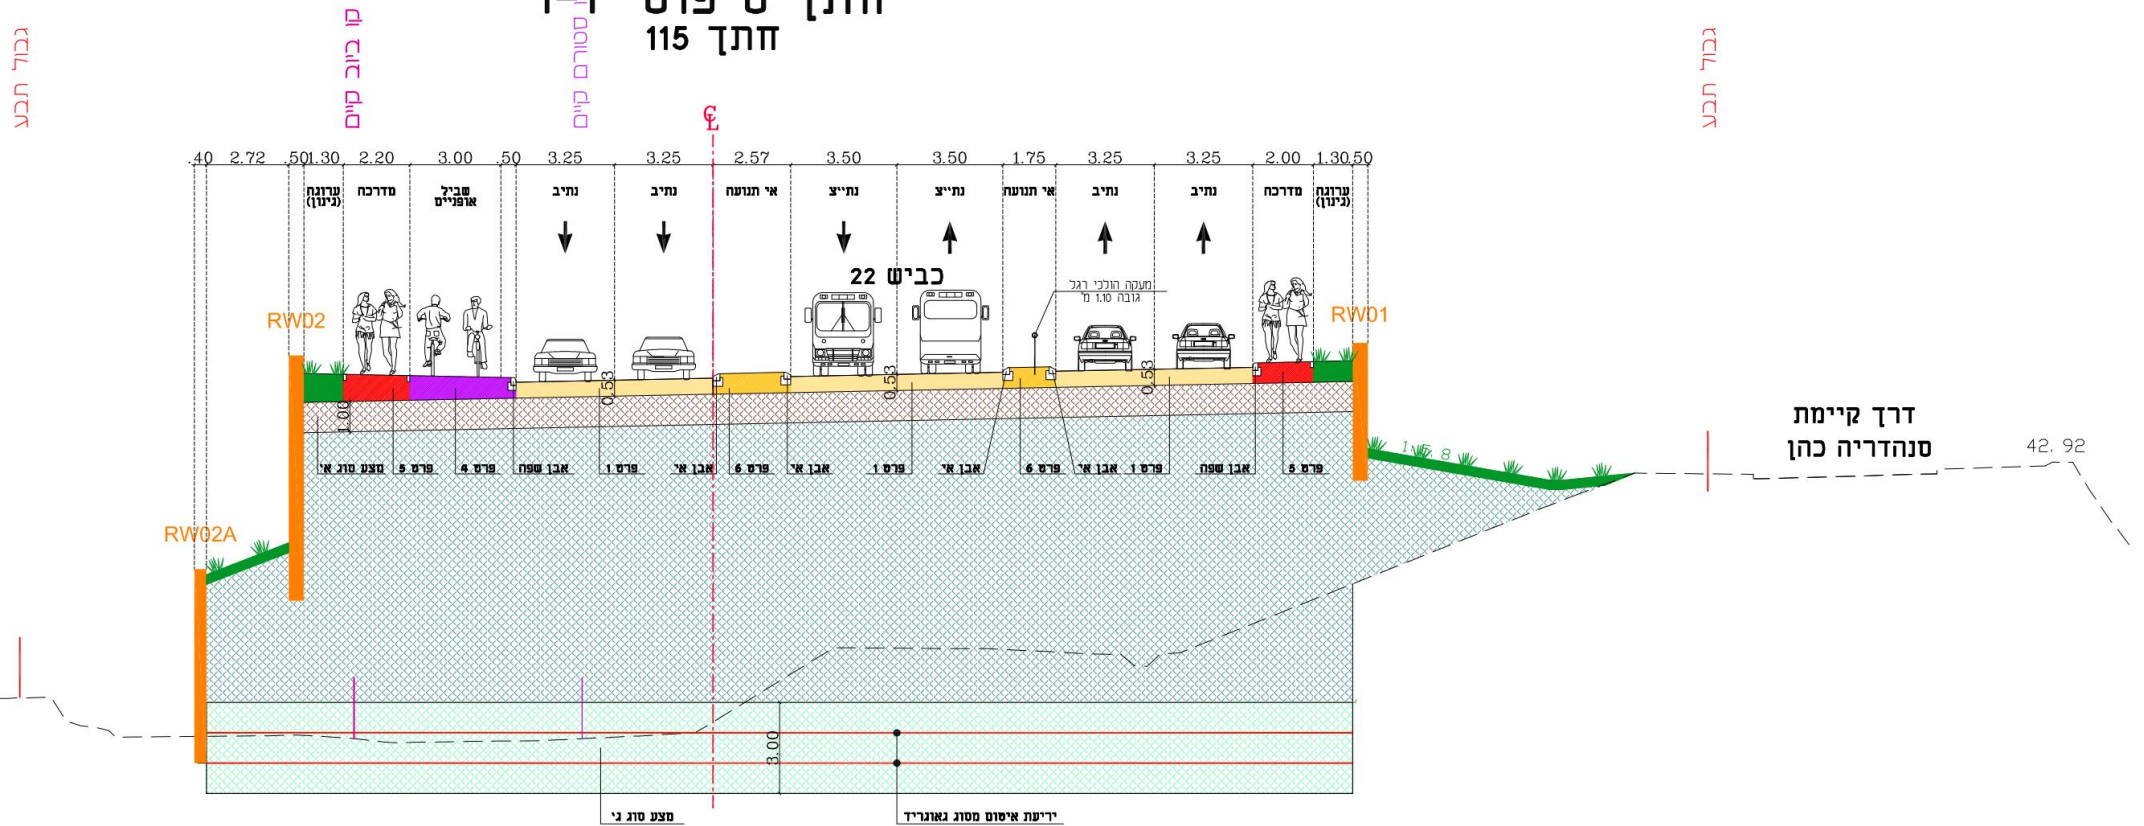 חתך 115
גבול תבע
קו ביוב קיים
סטורם קיים
גבול תבע
℄
.40 2.72 .50 1.30 2.20 3.00 .50 3.25 3.25 2.57 3.50 3.50 1.75 3.25 3.25 2.00 1.30 .50
ערוגה
(גינון)
מדרכה
שביל
אופניים
נתיב
נתיב
אי תנועה
נת״צ
נת״צ
אי תנועה
נתיב
נתיב
מדרכה
ערוגה
(גינון)
כביש 22
מעקה הולכי רגל
גובה 1.10 מ'
RW02
RW01
0.53
0.53
0.53
1.00
מצע סוג א'
פרט 5
פרט 4
אבן שפה
פרט 1
אבן אי
פרט 6
אבן אי
פרט 1
אבן אי
פרט 6
אבן אי
פרט 1
אבן שפה
פרט 5
דרך קיימת
סנהדריה כהן
42.92
RW02A
3.00
מצע סוג ג'
יריעת איטום מסוג גאוגריד